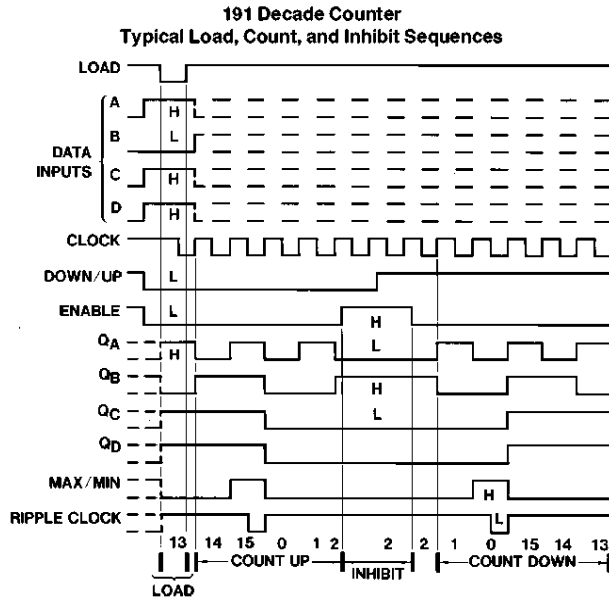 191 Decade Counter
Typical Load, Count, and Inhibit Sequences
LOAD
A H
B L
DATA INPUTS
C H
D H
CLOCK
DOWN/UP L
ENABLE L H
QA H L
QB H
QC L
QD
MAX/MIN H
RIPPLE CLOCK L
13 14 15 0 1 2 2 2 1 0 15 14 13
COUNT UP INHIBIT COUNT DOWN
LOAD